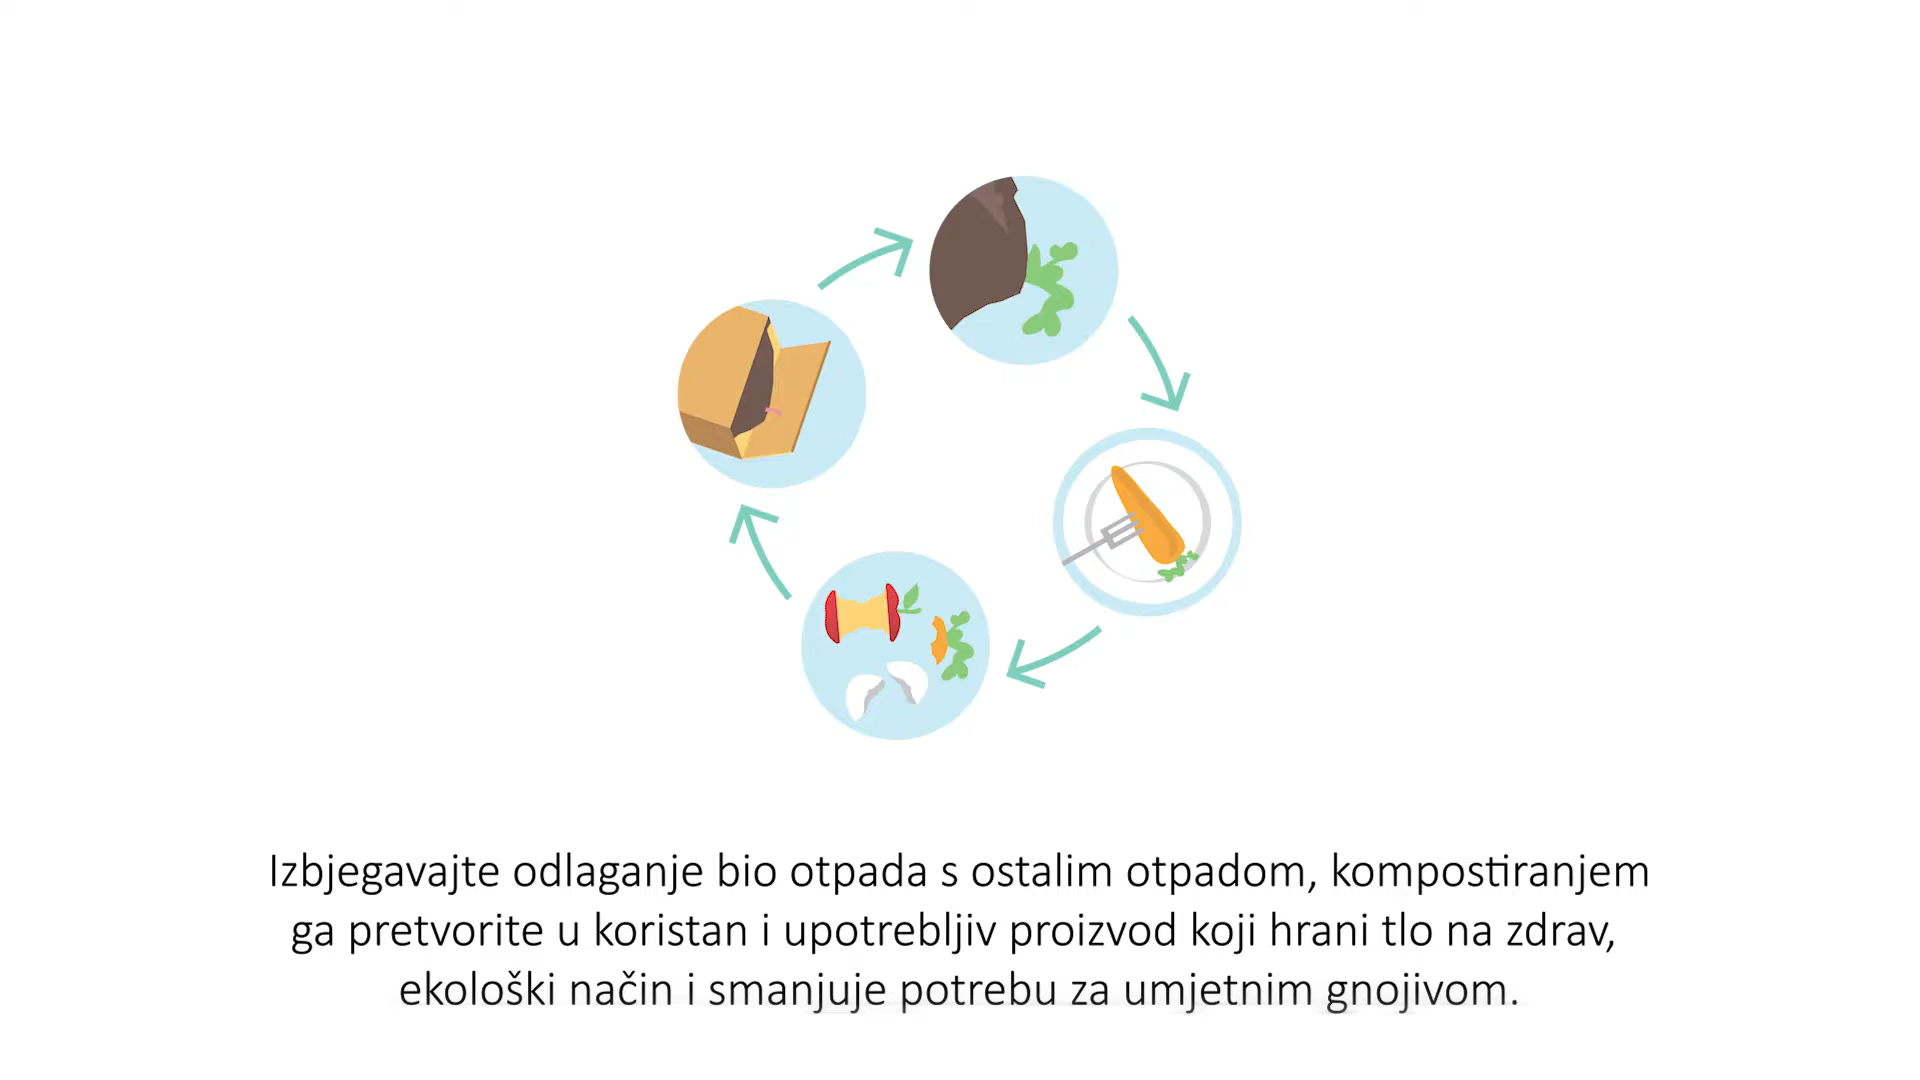 Izbjegavajte odlaganje bio otpada s ostalim otpadom, kompostiranjem
ga pretvorite u koristan i upotrebljiv proizvod koji hrani tlo na zdrav,
ekološki način i smanjuje potrebu za umjetnim gnojivom.